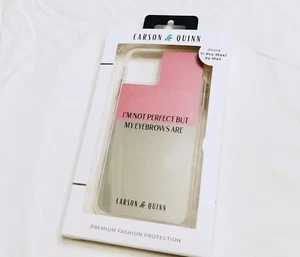 CARSON & QUINN
iPHONE
11 Pro Max/
Xs Max
I'M NOT PERFECT BUT
MY EYEBROWS ARE
CARSON & QUINN
PREMIUM FASHION PROTECTION